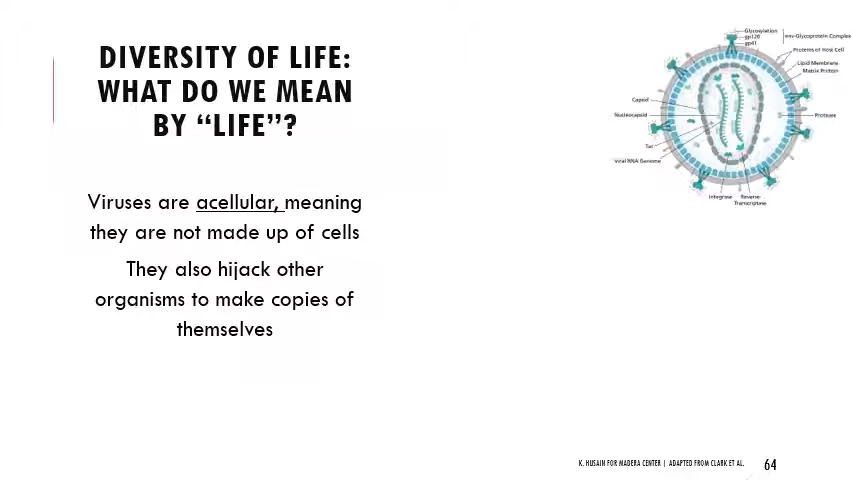 DIVERSITY OF LIFE:
WHAT DO WE MEAN
BY “LIFE”?
Viruses are acellular, meaning
they are not made up of cells
They also hijack other
organisms to make copies of
themselves
Glycosylation
gp120
gp41
env-Glycoprotein Complex
Proteins of Host Cell
Lipid Membrane
Matrix Protein
Capsid
Nucleocapsid
Protease
Tat
viral RNA Genome
Integrase
Reverse
Transcriptase
K. HUSAIN FOR MADERA CENTER | ADAPTED FROM CLARK ET AL.
64